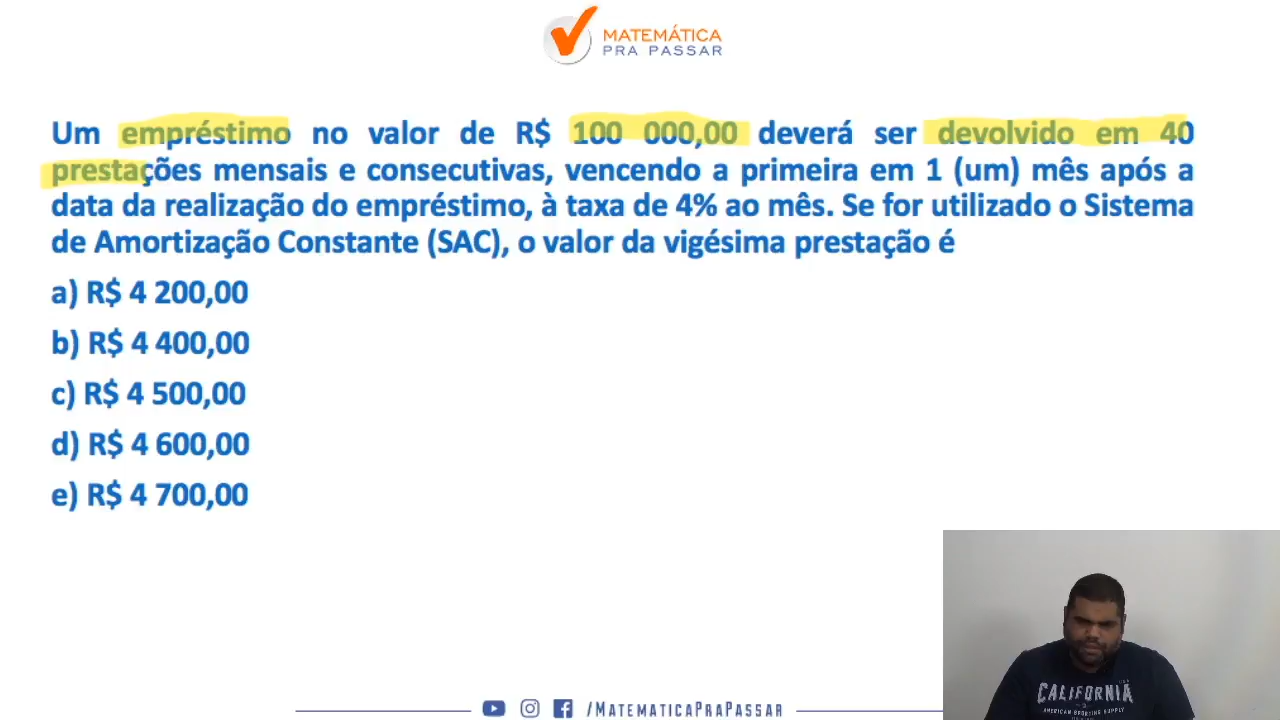 MATEMÁTICA
PRA PASSAR
Um empréstimo no valor de R$ 100 000,00 deverá ser devolvido em 40
prestações mensais e consecutivas, vencendo a primeira em 1 (um) mês após a
data da realização do empréstimo, à taxa de 4% ao mês. Se for utilizado o Sistema
de Amortização Constante (SAC), o valor da vigésima prestação é
a) R$ 4 200,00
b) R$ 4 400,00
c) R$ 4 500,00
d) R$ 4 600,00
e) R$ 4 700,00
CALIFORNIA
AMERICAN SPORTING SUPPLY
/MATEMATICAPRAPASSAR